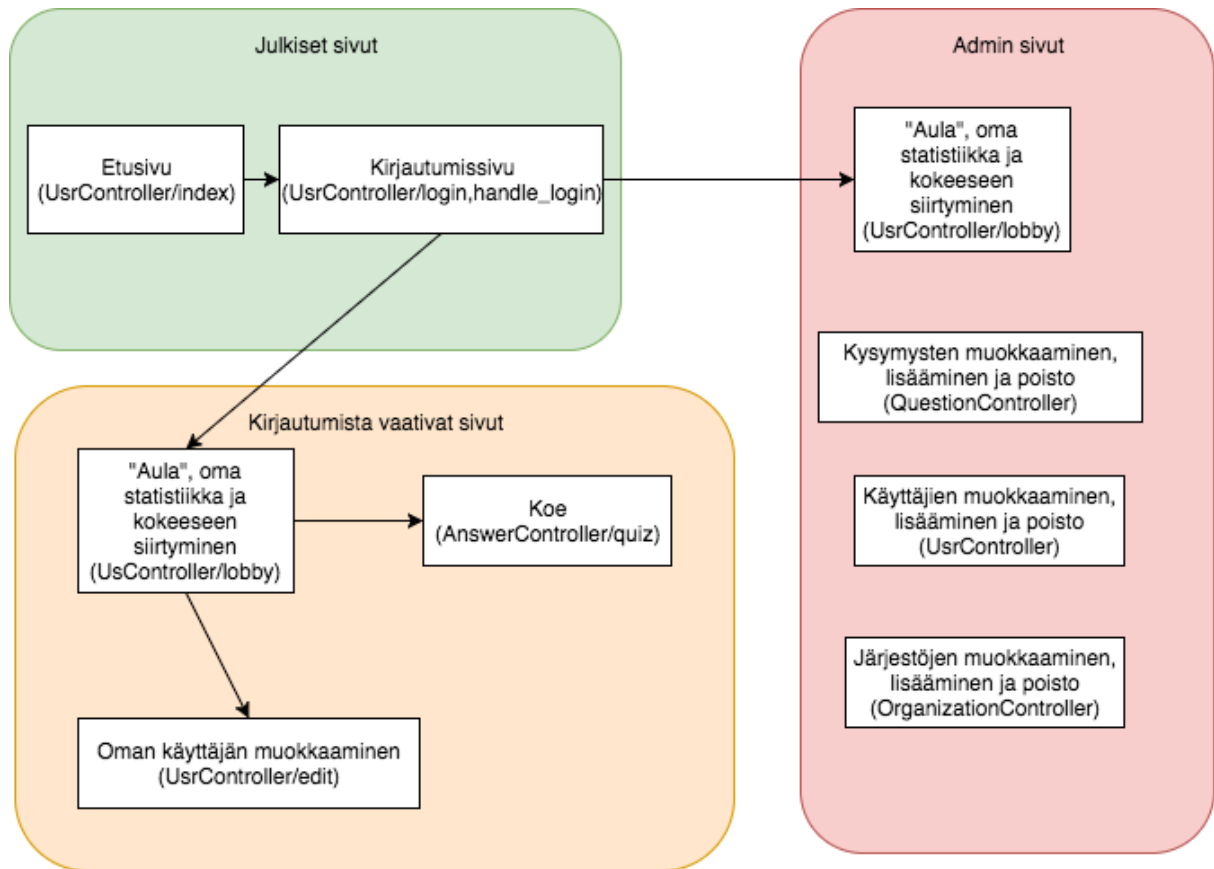 Julkiset sivut
Etusivu
(UsrController/index)
Kirjautumissivu
(UsrController/login,handle_login)
Admin sivut
"Aula", oma
statistiikka ja
kokeeseen
siirtyminen
(UsrController/lobby)
Kysymysten muokkaaminen,
lisääminen ja poisto
(QuestionController)
Käyttäjien muokkaaminen,
lisääminen ja poisto
(UsrController)
Järjestöjen muokkaaminen,
lisääminen ja poisto
(OrganizationController)
Kirjautumista vaativat sivut
"Aula", oma
statistiikka ja
kokeeseen
siirtyminen
(UsController/lobby)
Koe
(AnswerController/quiz)
Oman käyttäjän muokkaaminen
(UsrController/edit)